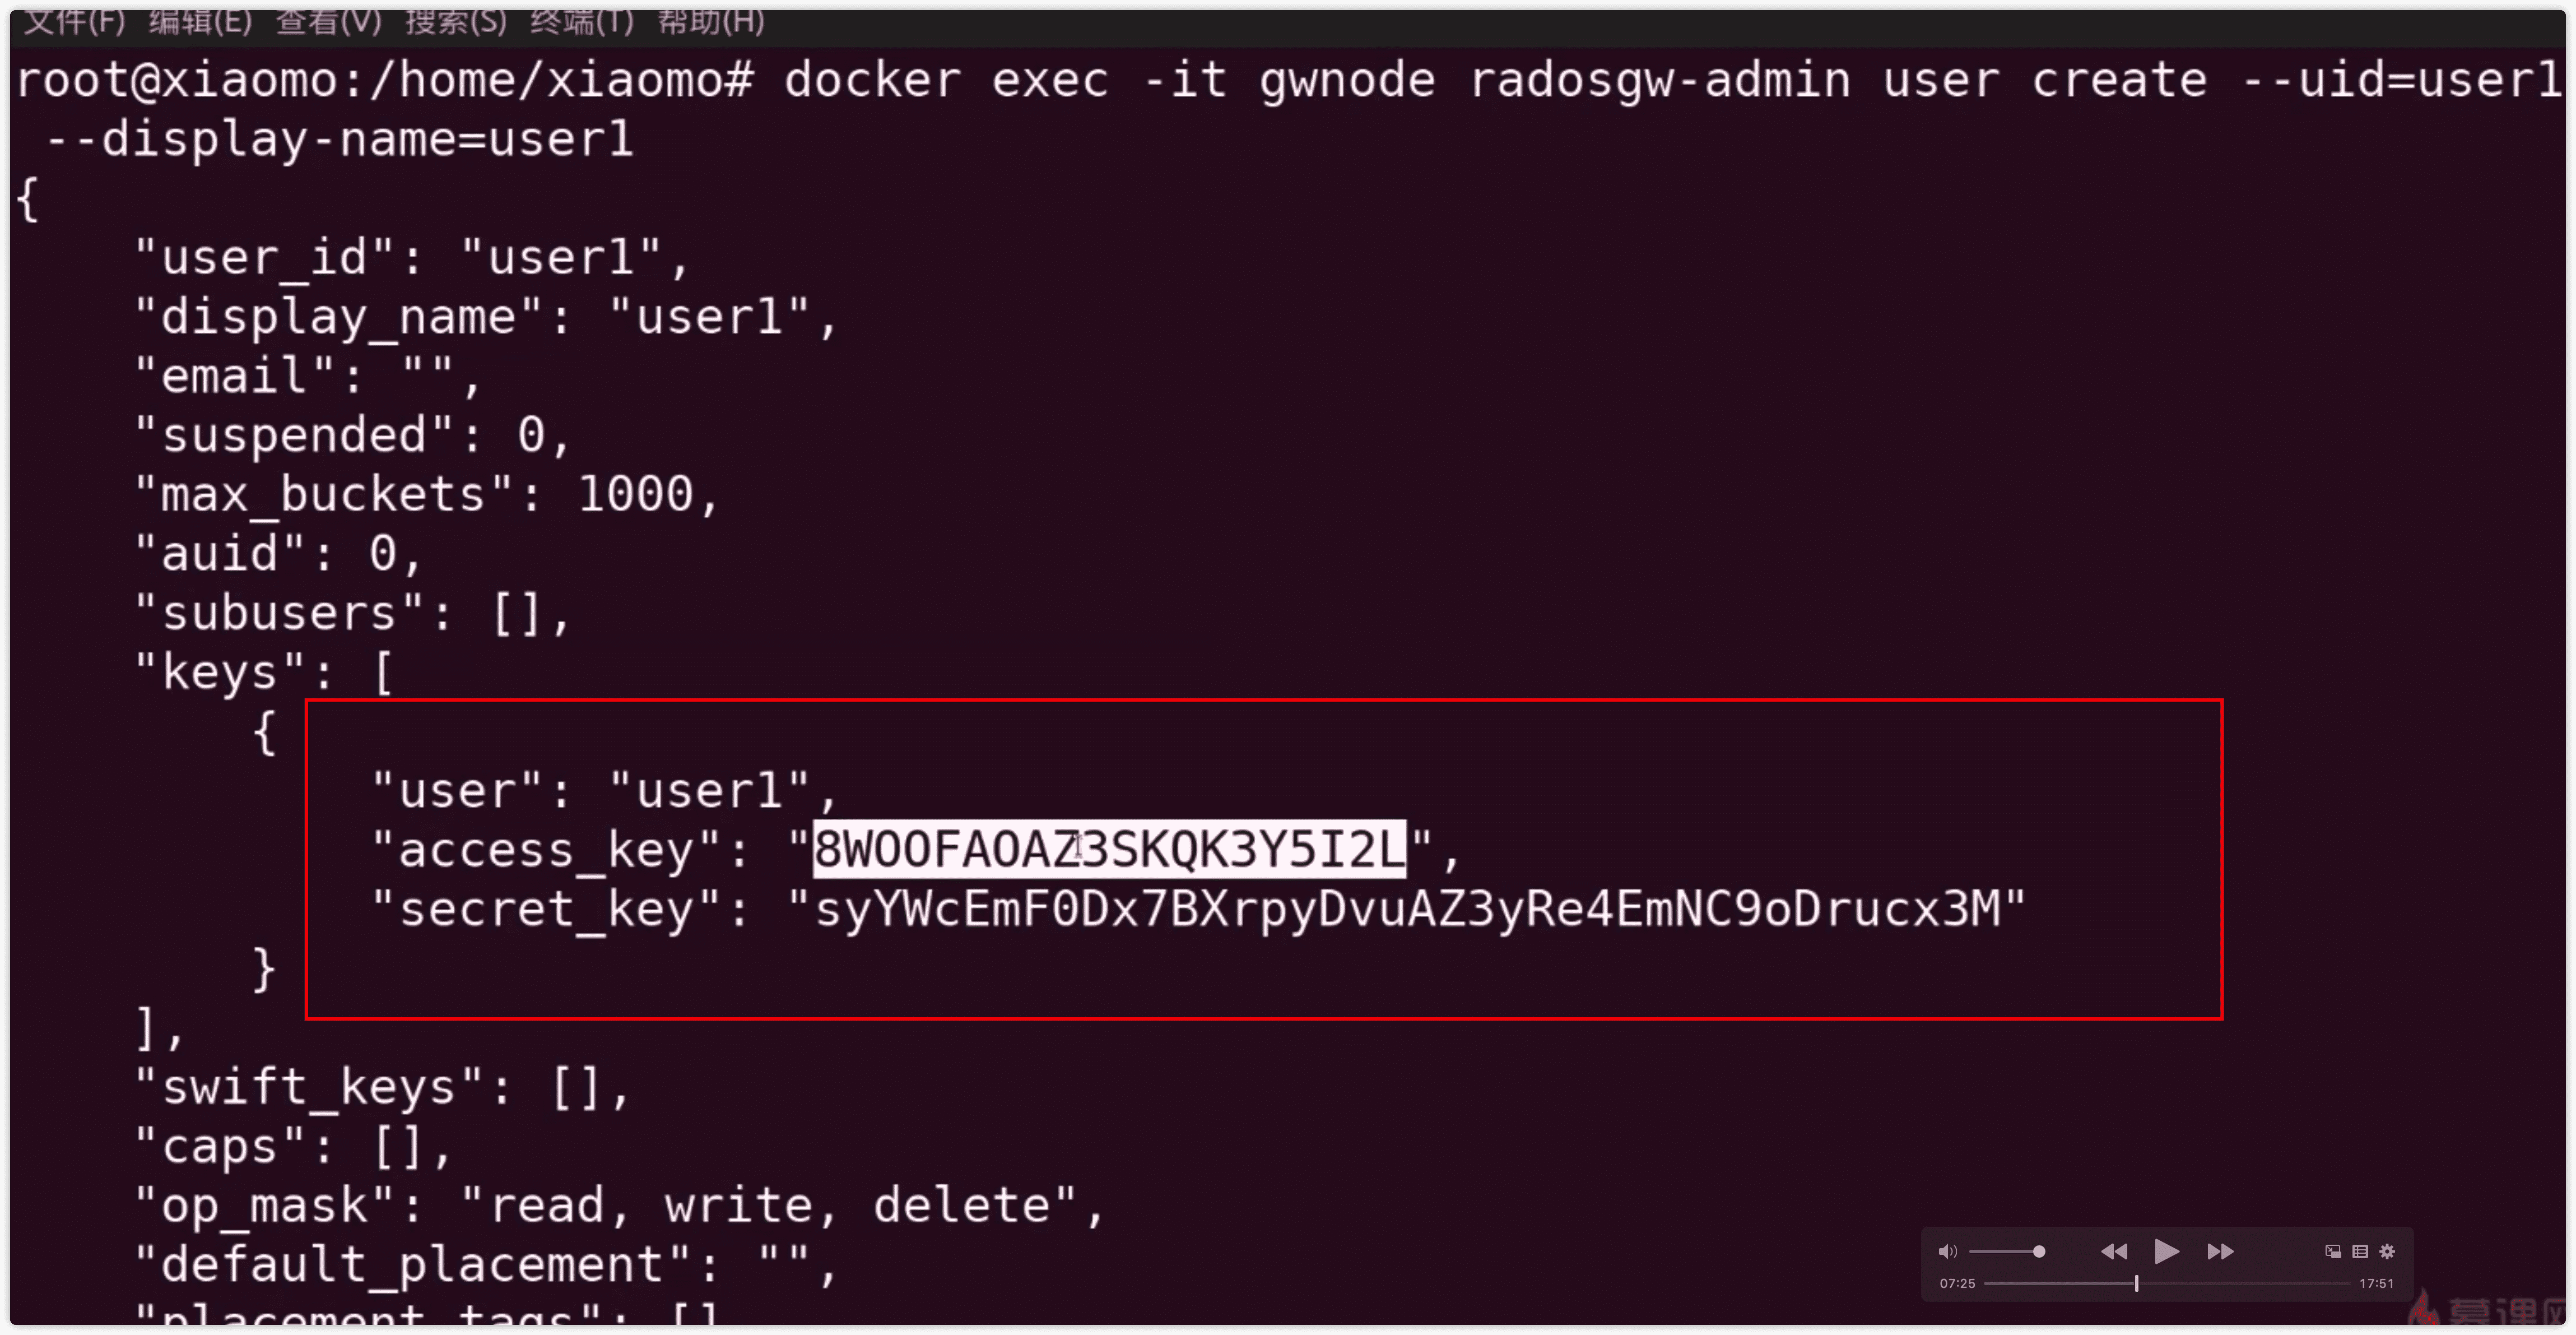 文件(F) 编辑(E) 查看(V) 搜索(S) 终端(T) 帮助(H)
root@xiaomo:/home/xiaomo# docker exec -it gwnode radosgw-admin user create --uid=user1
--display-name=user1
{
"user_id": "user1",
"display_name": "user1",
"email": "",
"suspended": 0,
"max_buckets": 1000,
"auid": 0,
"subusers": [],
"keys": [
{
"user": "user1",
"access_key": "8WOOFAOAZ3SKQK3Y5I2L",
"secret_key": "syYWcEmF0Dx7BXrpyDvuAZ3yRe4EmNC9oDrucx3M"
}
],
"swift_keys": [],
"caps": [],
"op_mask": "read, write, delete",
"default_placement": "",
"placement_tags": []
07:25 17:51
慕课网